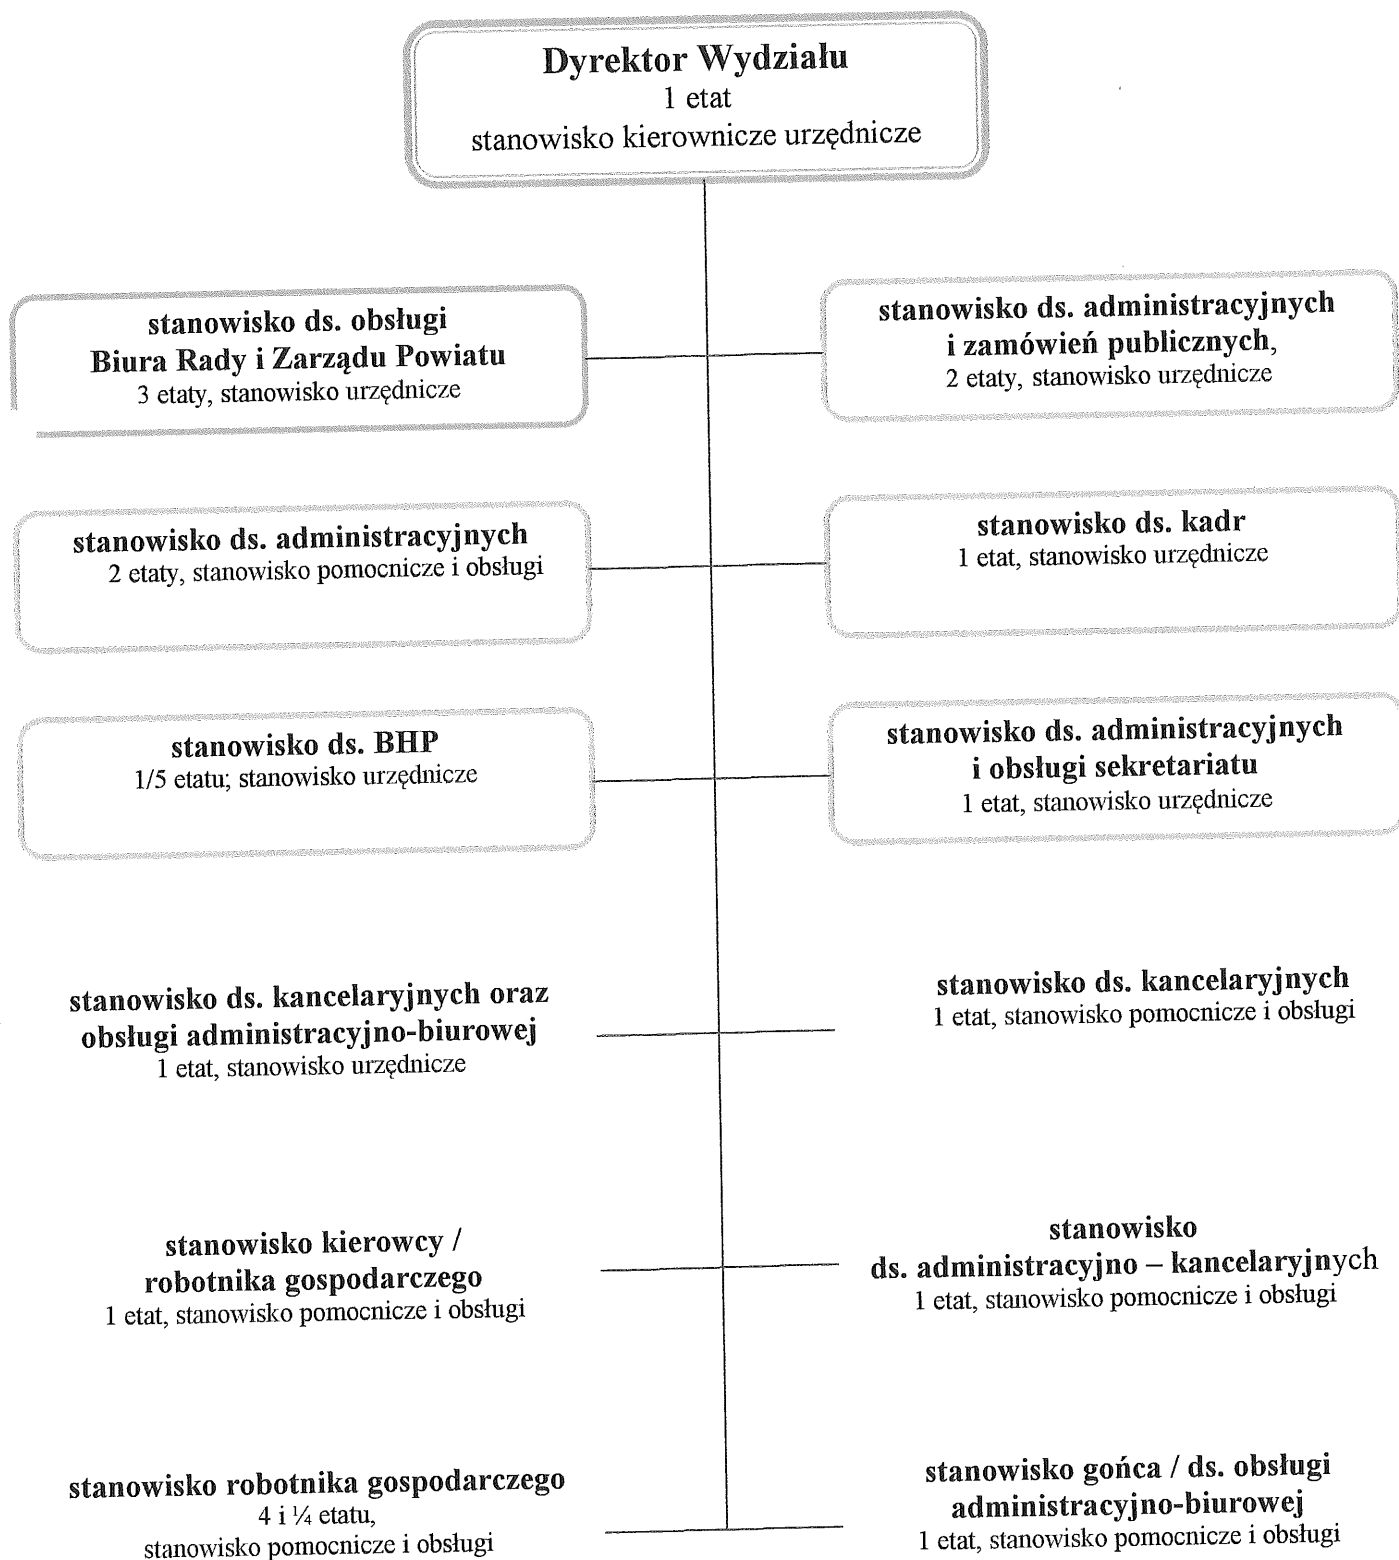 Dyrektor Wydziału
1 etat
stanowisko kierownicze urzędnicze
stanowisko ds. obsługi
Biura Rady i Zarządu Powiatu
3 etaty, stanowisko urzędnicze
stanowisko ds. administracyjnych
i zamówień publicznych,
2 etaty, stanowisko urzędnicze
stanowisko ds. administracyjnych
2 etaty, stanowisko pomocnicze i obsługi
stanowisko ds. kadr
1 etat, stanowisko urzędnicze
stanowisko ds. BHP
1/5 etatu; stanowisko urzędnicze
stanowisko ds. administracyjnych
i obsługi sekretariatu
1 etat, stanowisko urzędnicze
stanowisko ds. kancelaryjnych oraz
obsługi administracyjno-biurowej
1 etat, stanowisko urzędnicze
stanowisko ds. kancelaryjnych
1 etat, stanowisko pomocnicze i obsługi
stanowisko kierowcy /
robotnika gospodarczego
1 etat, stanowisko pomocnicze i obsługi
stanowisko
ds. administracyjno – kancelaryjnych
1 etat, stanowisko pomocnicze i obsługi
stanowisko robotnika gospodarczego
4 i ¼ etatu,
stanowisko pomocnicze i obsługi
stanowisko gońca / ds. obsługi
administracyjno-biurowej
1 etat, stanowisko pomocnicze i obsługi